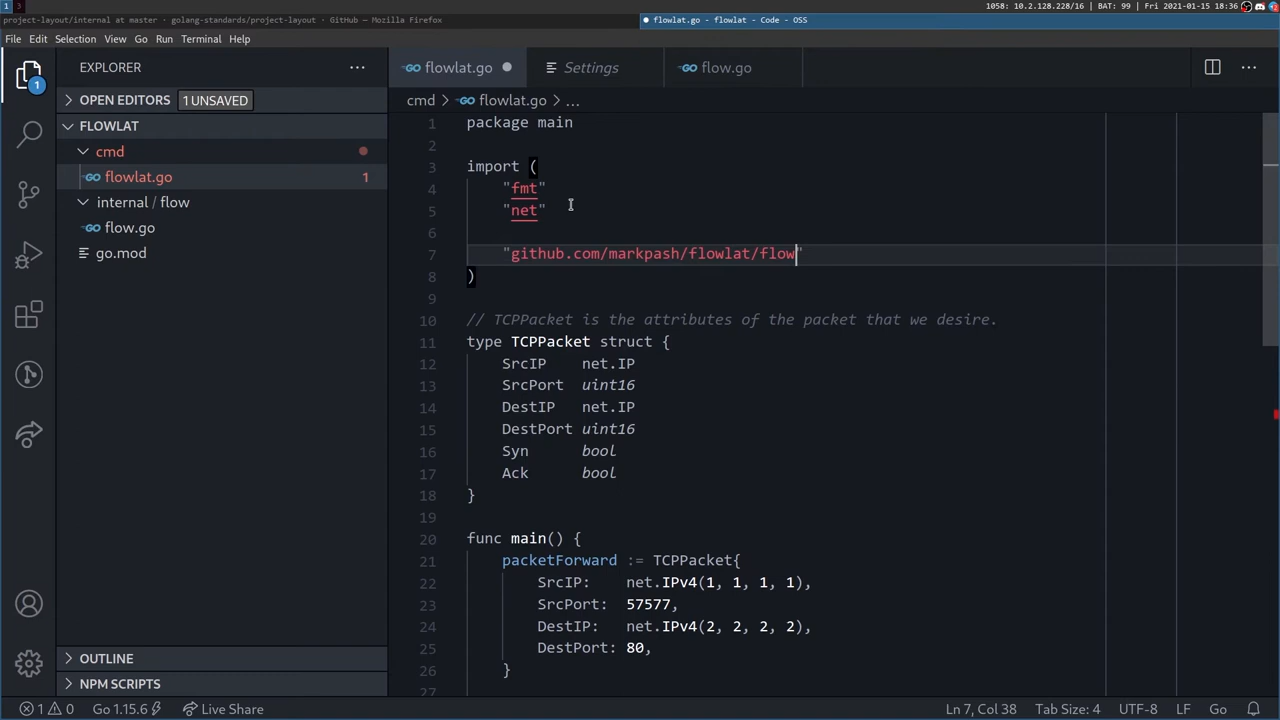 1 3
1058: 10.2.128.228/16 | BAT: 99 | Fri 2021-01-15 18:36
project-layout/internal at master · golang-standards/project-layout · GitHub — Mozilla Firefox
flowlat.go - flowlat - Code - OSS
File Edit Selection View Go Run Terminal Help
EXPLORER
flowlat.go
Settings
flow.go
OPEN EDITORS 1 UNSAVED
cmd > flowlat.go > ...
FLOWLAT
cmd
flowlat.go 1
internal / flow
flow.go
go.mod
1
1 package main
2
3 import (
4 "fmt"
5 "net"
6
7 "github.com/markpash/flowlat/flow"
8 )
9
10 // TCPPacket is the attributes of the packet that we desire.
11 type TCPPacket struct {
12 SrcIP net.IP
13 SrcPort uint16
14 DestIP net.IP
15 DestPort uint16
16 Syn bool
17 Ack bool
18 }
19
20 func main() {
21 packetForward := TCPPacket{
22 SrcIP: net.IPv4(1, 1, 1, 1),
23 SrcPort: 57577,
24 DestIP: net.IPv4(2, 2, 2, 2),
25 DestPort: 80,
26 }
27
OUTLINE
NPM SCRIPTS
1 0 Go 1.15.6 Live Share
Ln 7, Col 38 Tab Size: 4 UTF-8 LF Go